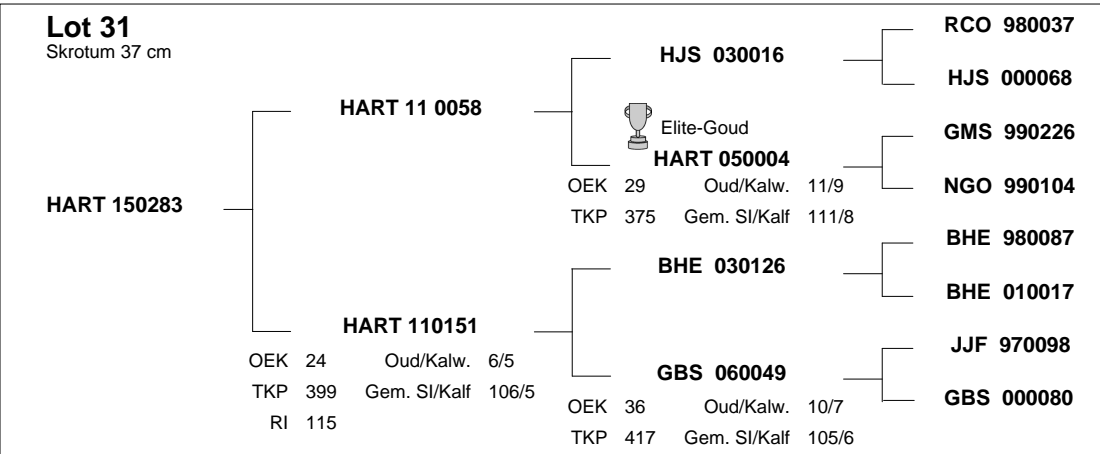 Lot 31
Skrotum 37 cm
HART 150283
HART 11 0058
HART 110151
OEK 24 Oud/Kalw. 6/5
TKP 399 Gem. SI/Kalf 106/5
RI 115
HJS 030016
Elite-Goud
HART 050004
OEK 29 Oud/Kalw. 11/9
TKP 375 Gem. SI/Kalf 111/8
BHE 030126
GBS 060049
OEK 36 Oud/Kalw. 10/7
TKP 417 Gem. SI/Kalf 105/6
RCO 980037
HJS 000068
GMS 990226
NGO 990104
BHE 980087
BHE 010017
JJF 970098
GBS 000080